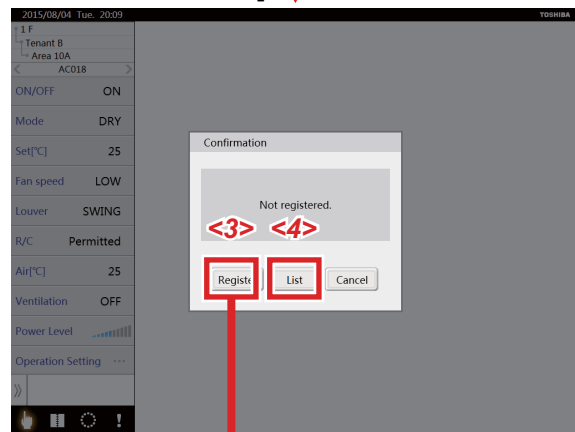 2015/08/04 Tue. 20:09
TOSHIBA
1 F
Tenant B
Area 10A
< AC018 >
ON/OFF ON
Mode DRY
Set[°C] 25
Fan speed LOW
Louver SWING
R/C Permitted
Air[°C] 25
Ventilation OFF
Power Level
Operation Setting ...
Confirmation
Not registered.
<3> <4>
Register List Cancel